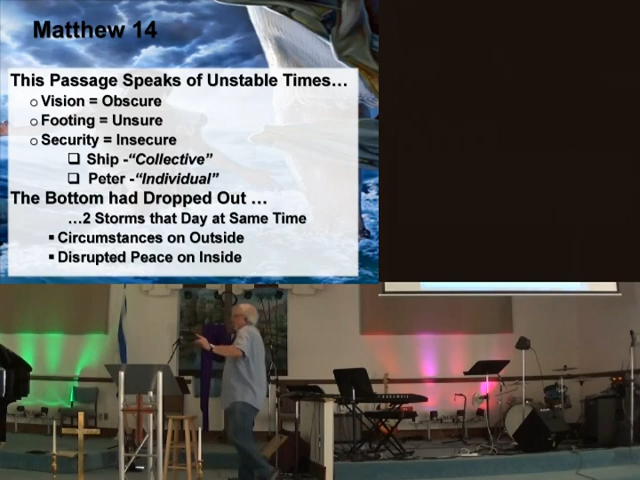 Matthew 14
This Passage Speaks of Unstable Times…
o Vision = Obscure
o Footing = Unsure
o Security = Insecure
❑ Ship -“Collective”
❑ Peter -“Individual”
The Bottom had Dropped Out …
…2 Storms that Day at Same Time
▪ Circumstances on Outside
▪ Disrupted Peace on Inside